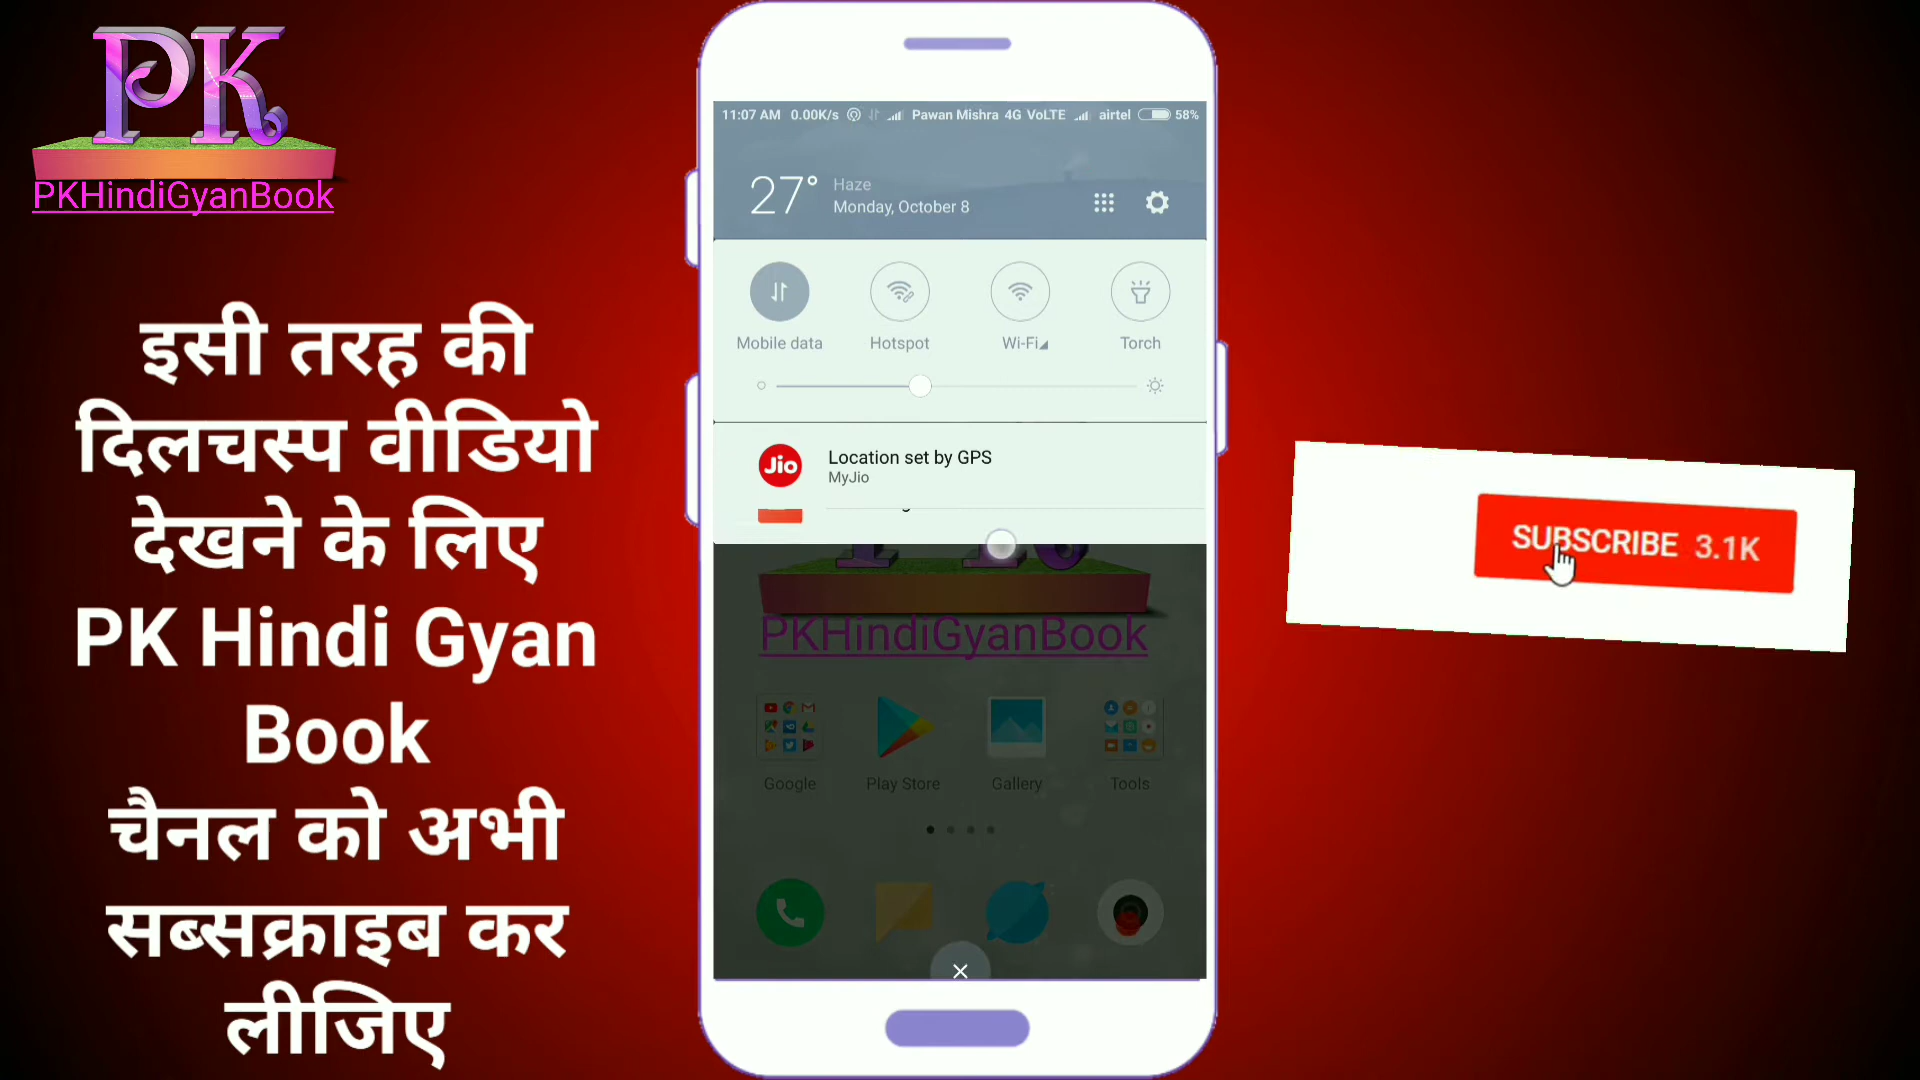 PK
PKHindiGyanBook
इसी तरह की
दिलचस्प वीडियो
देखने के लिए
PK Hindi Gyan
Book
चैनल को अभी
सब्सक्राइब कर
लीजिए
11:07 AM 0.00K/s Pawan Mishra 4G VoLTE airtel 58%
27° Haze
Monday, October 8
Mobile data Hotspot Wi-Fi Torch
Jio Location set by GPS
MyJio
PKHindiGyanBook
Google Play Store Gallery Tools
SUBSCRIBE 3.1K